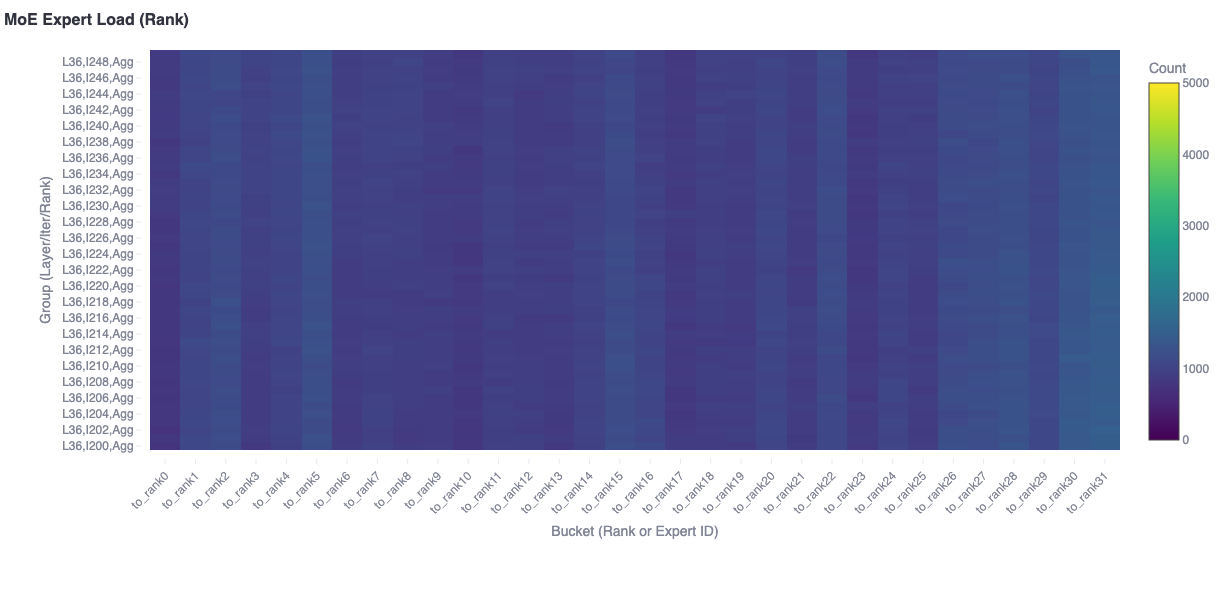 MoE Expert Load (Rank)
Count
5000
4000
3000
2000
1000
0
Group (Layer/Iter/Rank)
L36,I248,Agg
L36,I246,Agg
L36,I244,Agg
L36,I242,Agg
L36,I240,Agg
L36,I238,Agg
L36,I236,Agg
L36,I234,Agg
L36,I232,Agg
L36,I230,Agg
L36,I228,Agg
L36,I226,Agg
L36,I224,Agg
L36,I222,Agg
L36,I220,Agg
L36,I218,Agg
L36,I216,Agg
L36,I214,Agg
L36,I212,Agg
L36,I210,Agg
L36,I208,Agg
L36,I206,Agg
L36,I204,Agg
L36,I202,Agg
L36,I200,Agg
to_rank0
to_rank1
to_rank2
to_rank3
to_rank4
to_rank5
to_rank6
to_rank7
to_rank8
to_rank9
to_rank10
to_rank11
to_rank12
to_rank13
to_rank14
to_rank15
to_rank16
to_rank17
to_rank18
to_rank19
to_rank20
to_rank21
to_rank22
to_rank23
to_rank24
to_rank25
to_rank26
to_rank27
to_rank28
to_rank29
to_rank30
to_rank31
Bucket (Rank or Expert ID)